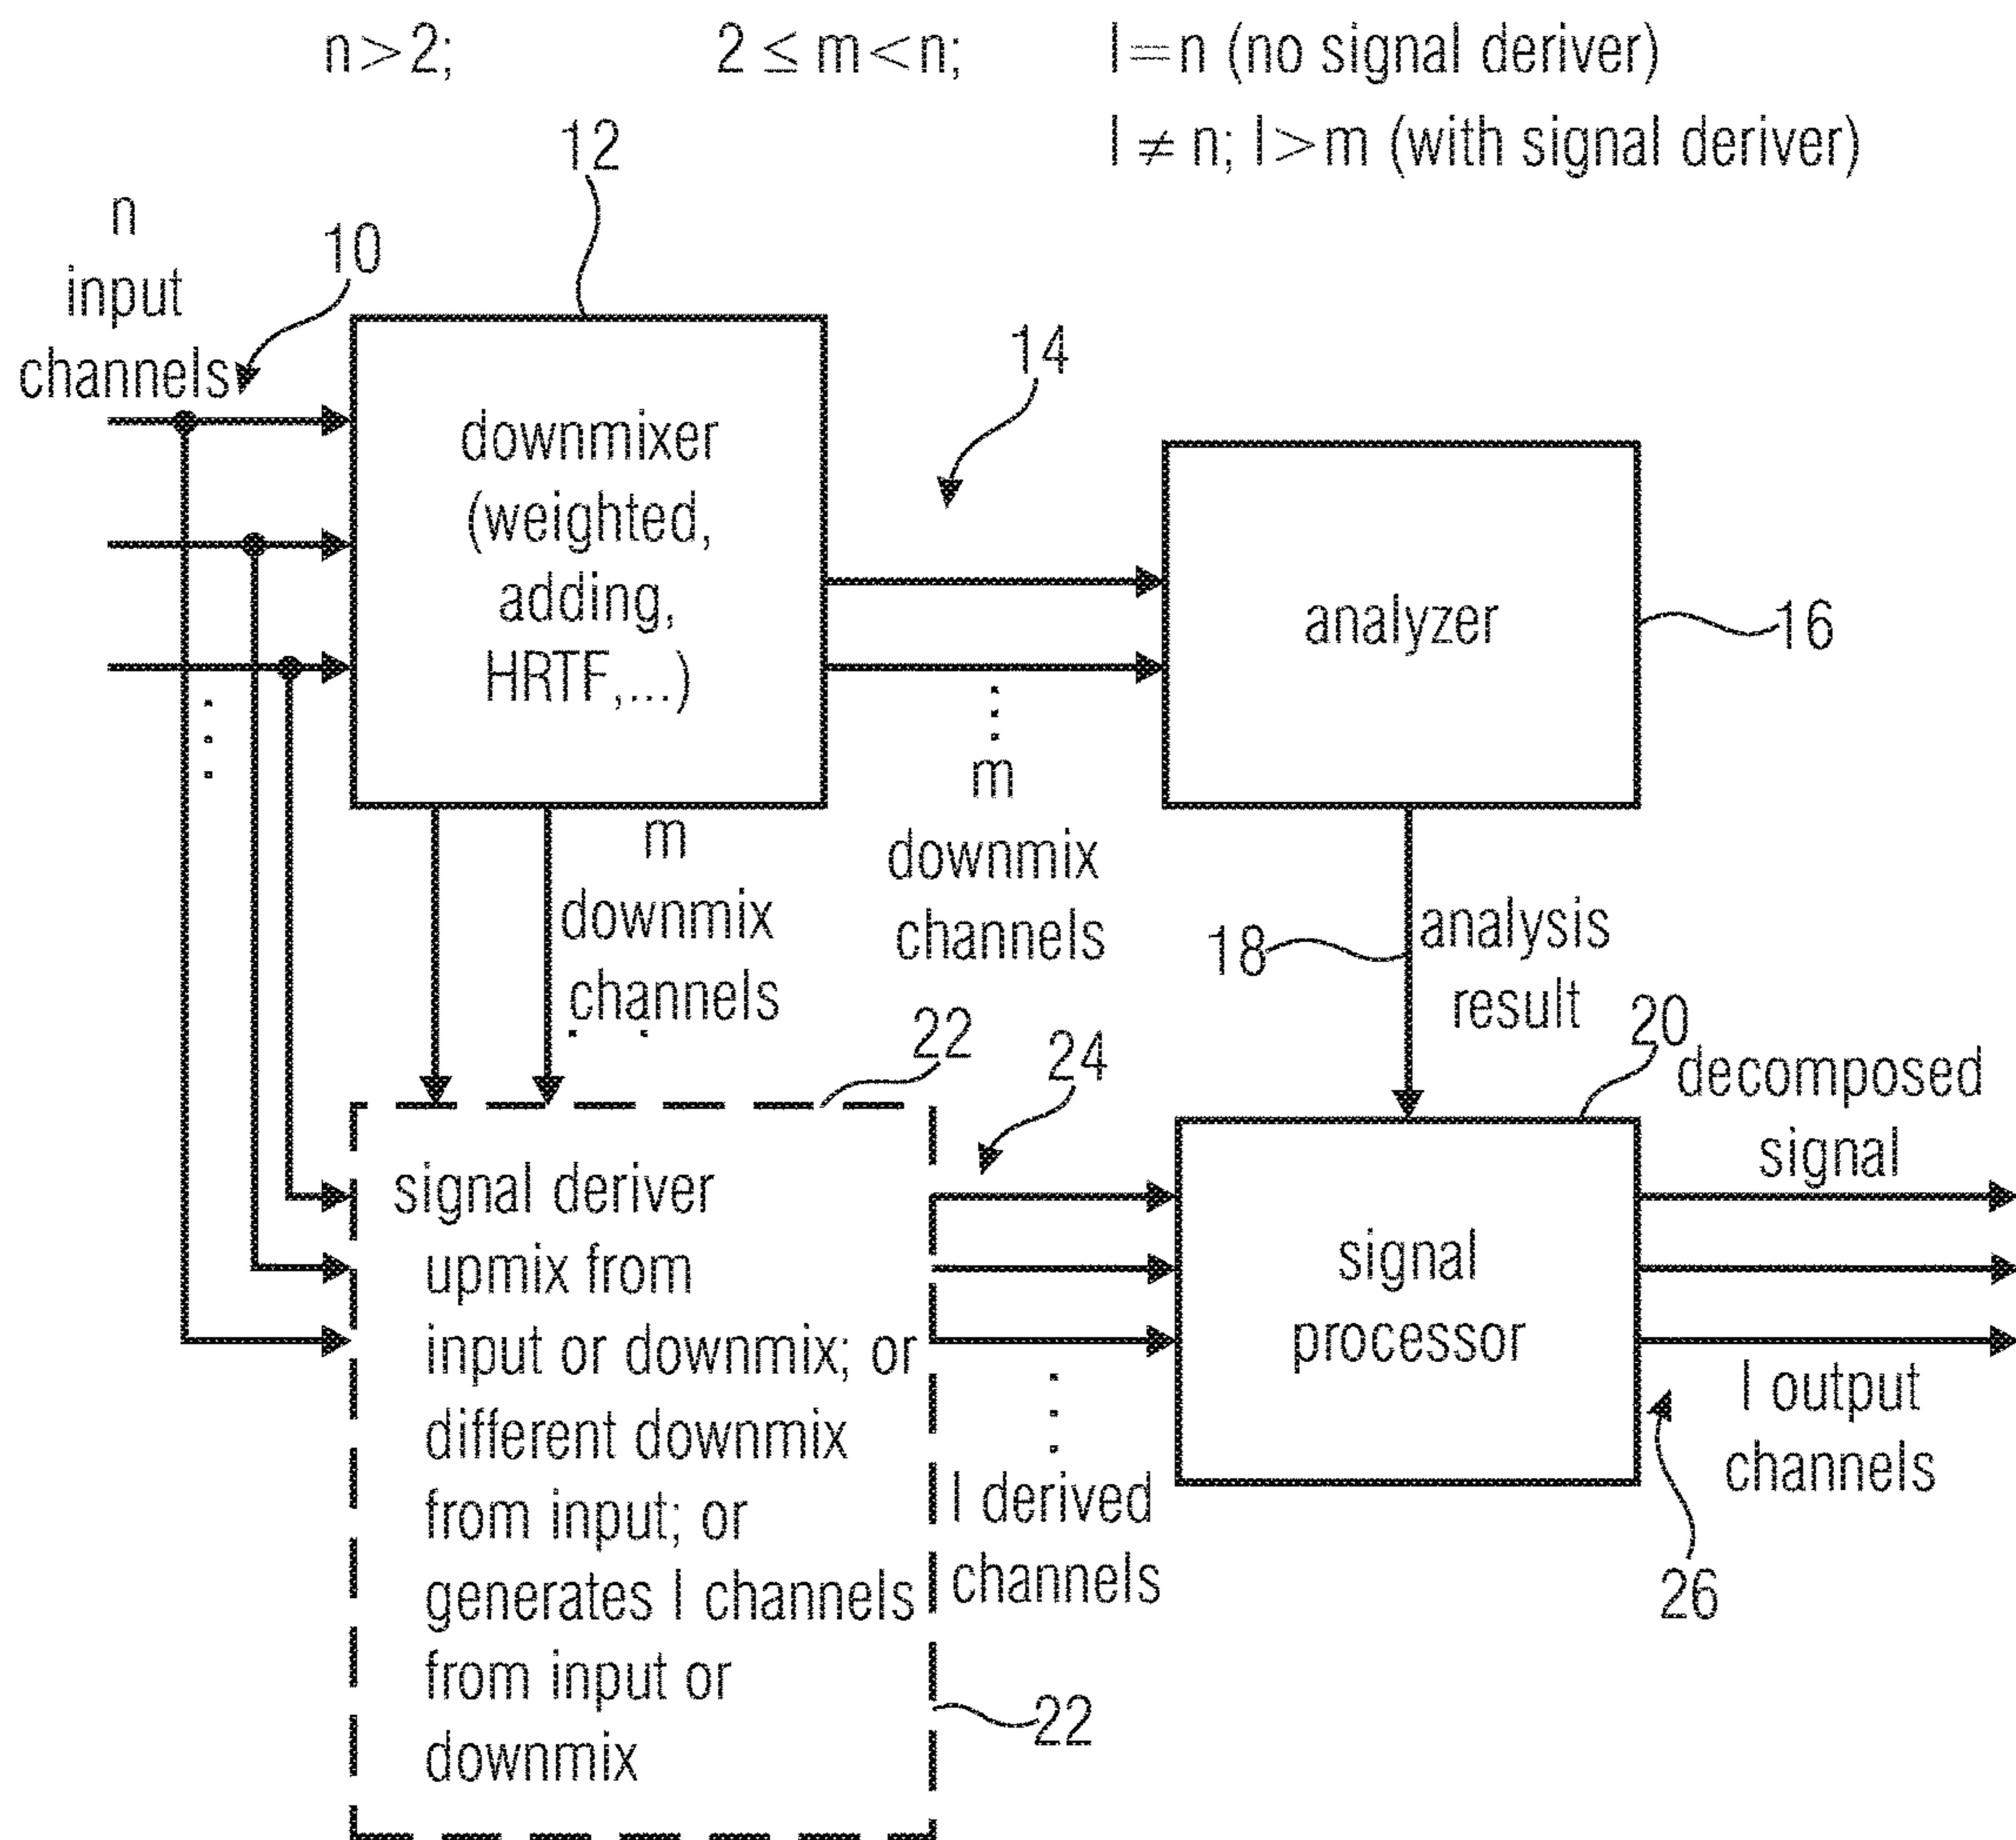 n>2; 2 ≤ m<n; l=n (no signal deriver)
l ≠ n; l>m (with signal deriver)
12
n
input
channels
10
downmixer
(weighted,
adding,
HRTF,...)
14
analyzer
16
m
downmix
channels
m
downmix
channels
18
analysis
result
22
24
20
decomposed
signal
signal deriver
upmix from
input or downmix; or
different downmix
from input; or
generates l channels
from input or
downmix
signal
processor
l derived
channels
l output
channels
26
22